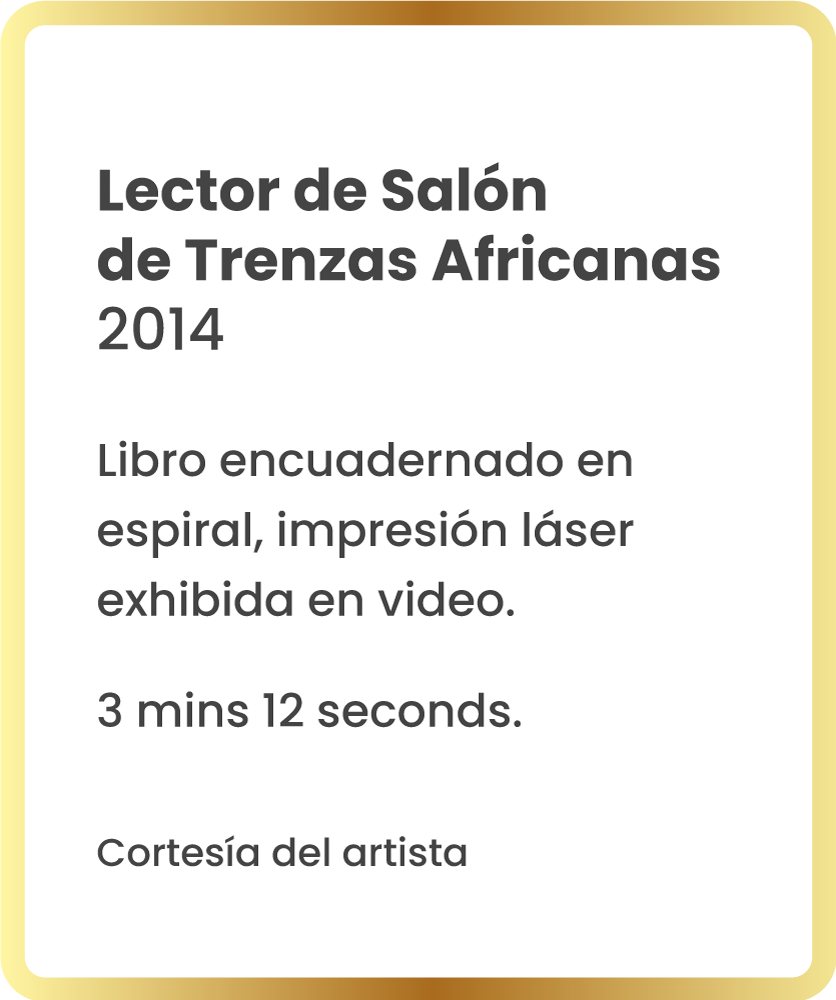 Lector de Salón
de Trenzas Africanas
2014
Libro encuadernado en
espiral, impresión láser
exhibida en video.
3 mins 12 seconds.
Cortesía del artista